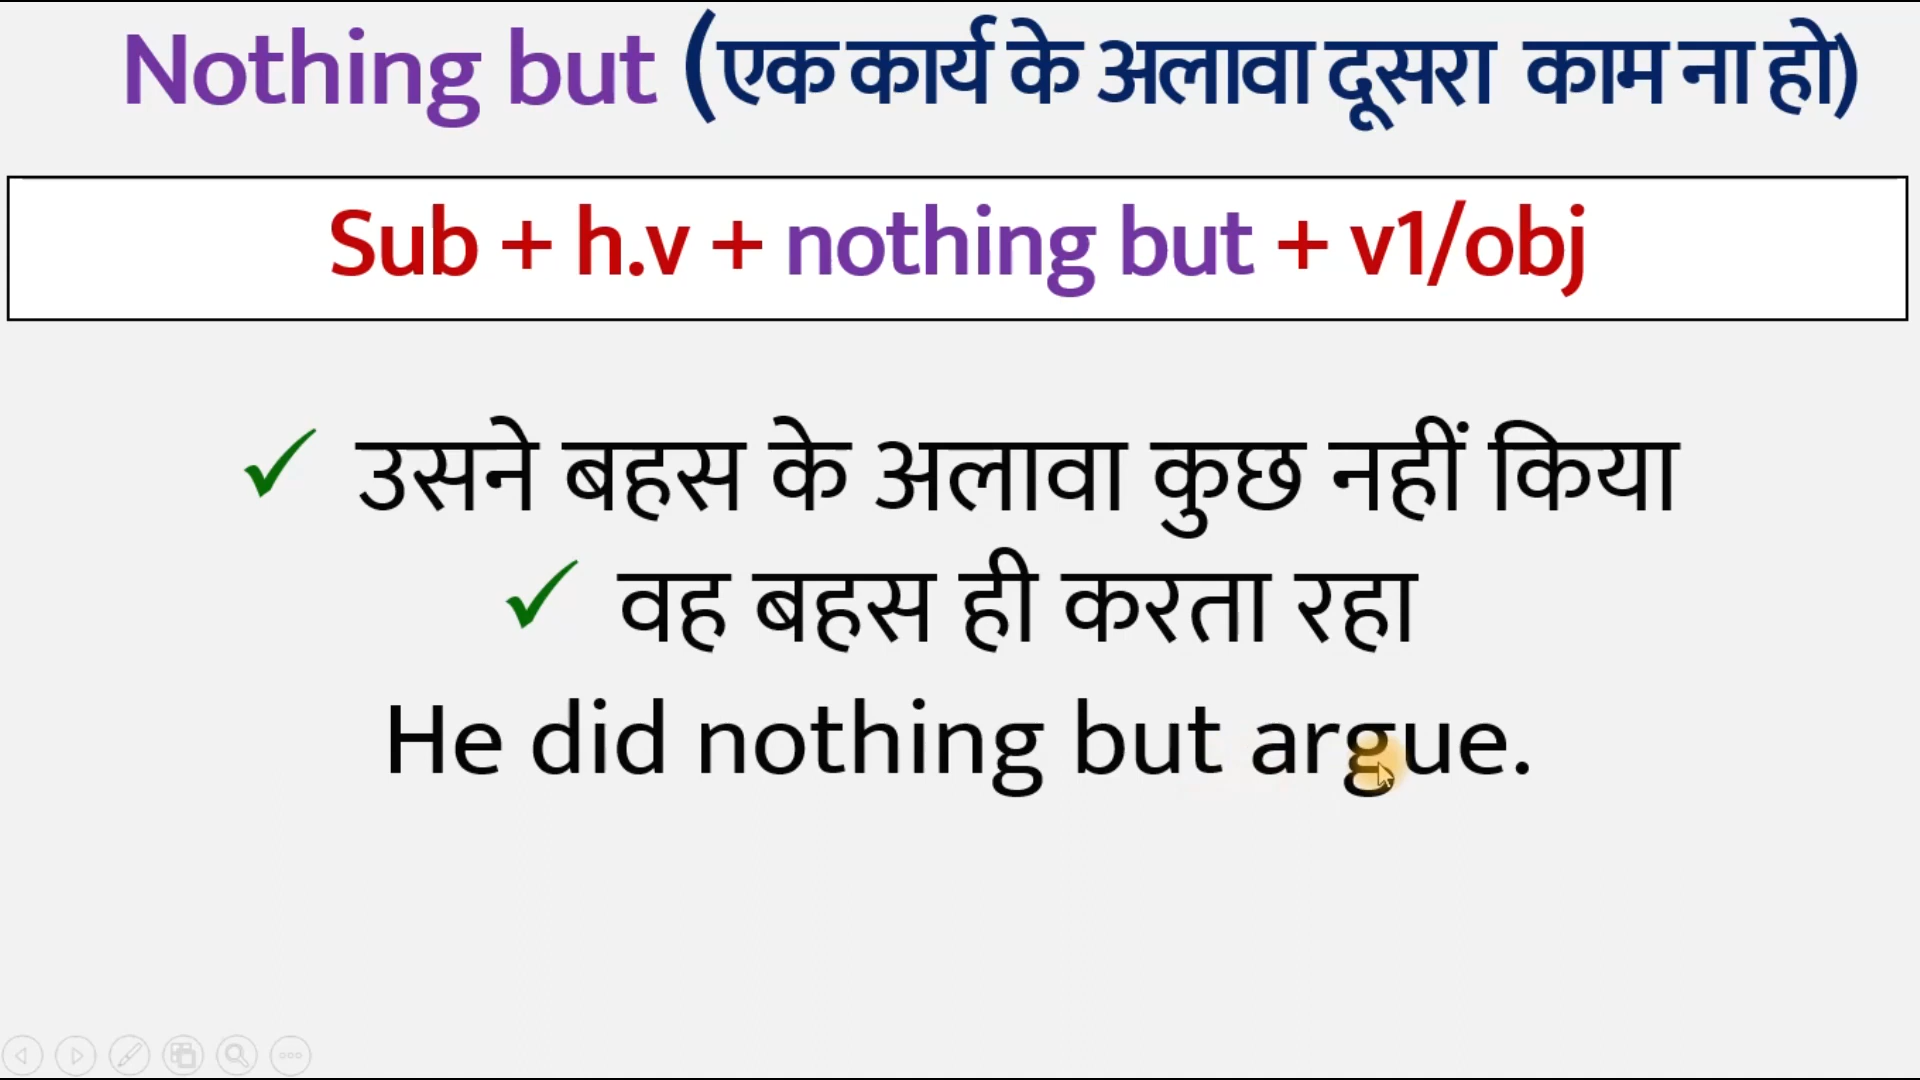 Nothing but (एक कार्य के अलावा दूसरा काम ना हो)
Sub + h.v + nothing but + v1/obj
✓ उसने बहस के अलावा कुछ नहीं किया
✓ वह बहस ही करता रहा
He did nothing but argue.